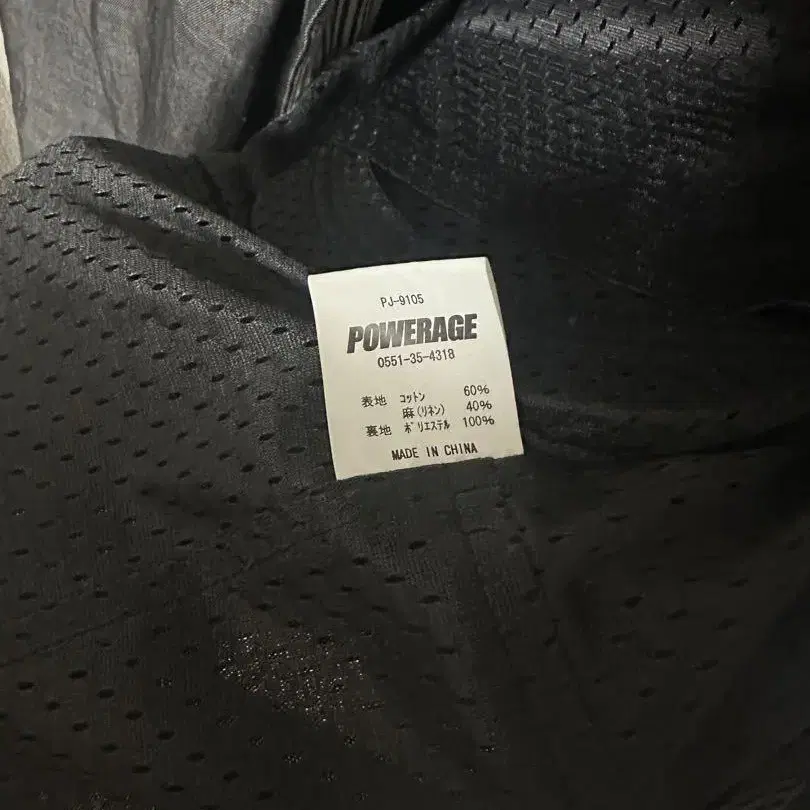 PJ-9105
POWERAGE
0551-35-4318
表地 コットン 60%
麻(リネン) 40%
裏地 ポリエステル 100%
MADE IN CHINA